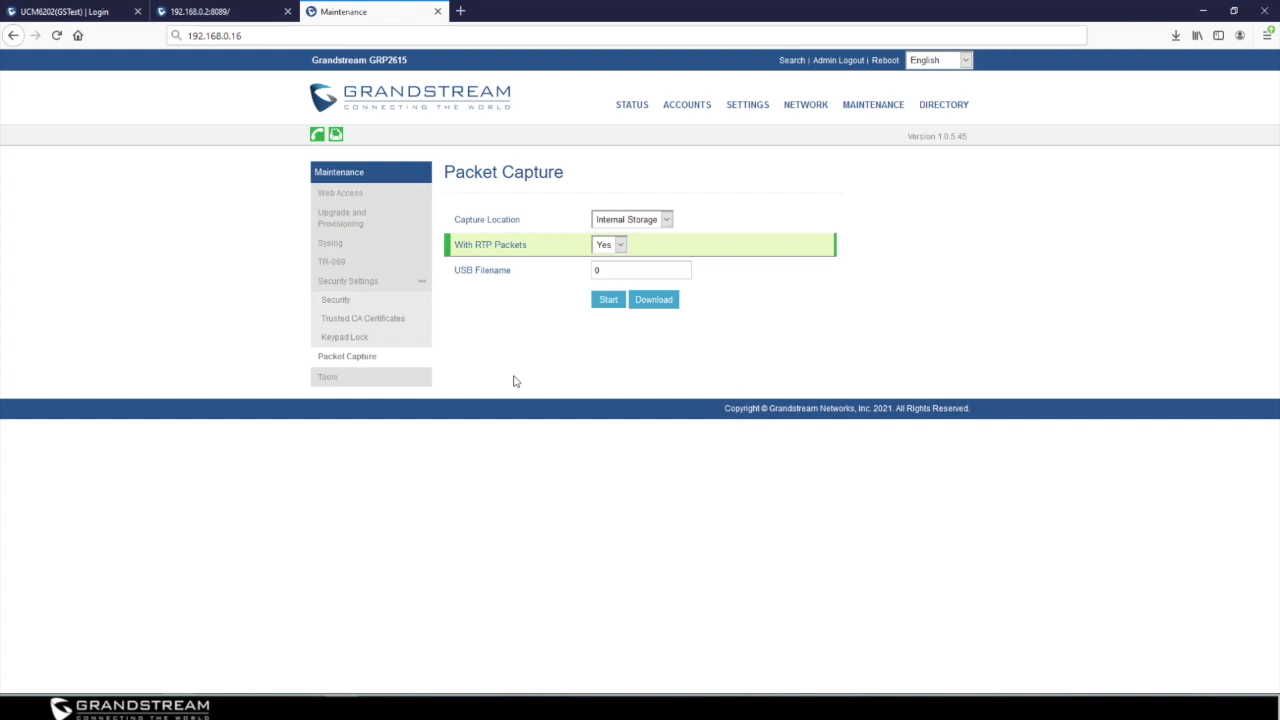 UCM6202(GSTest) | Login
192.168.0.2:8089/
Maintenance
192.168.0.16
Grandstream GRP2615
Search | Admin Logout | Reboot
English
GRANDSTREAM
CONNECTING THE WORLD
STATUS ACCOUNTS SETTINGS NETWORK MAINTENANCE DIRECTORY
Version 1.0.5.45
Maintenance
Web Access
Upgrade and
Provisioning
Syslog
TR-069
Security Settings
Security
Trusted CA Certificates
Keypad Lock
Packet Capture
Tools
Packet Capture
Capture Location Internal Storage
With RTP Packets Yes
USB Filename 0
Start Download
Copyright © Grandstream Networks, Inc. 2021. All Rights Reserved.
GRANDSTREAM
CONNECTING THE WORLD